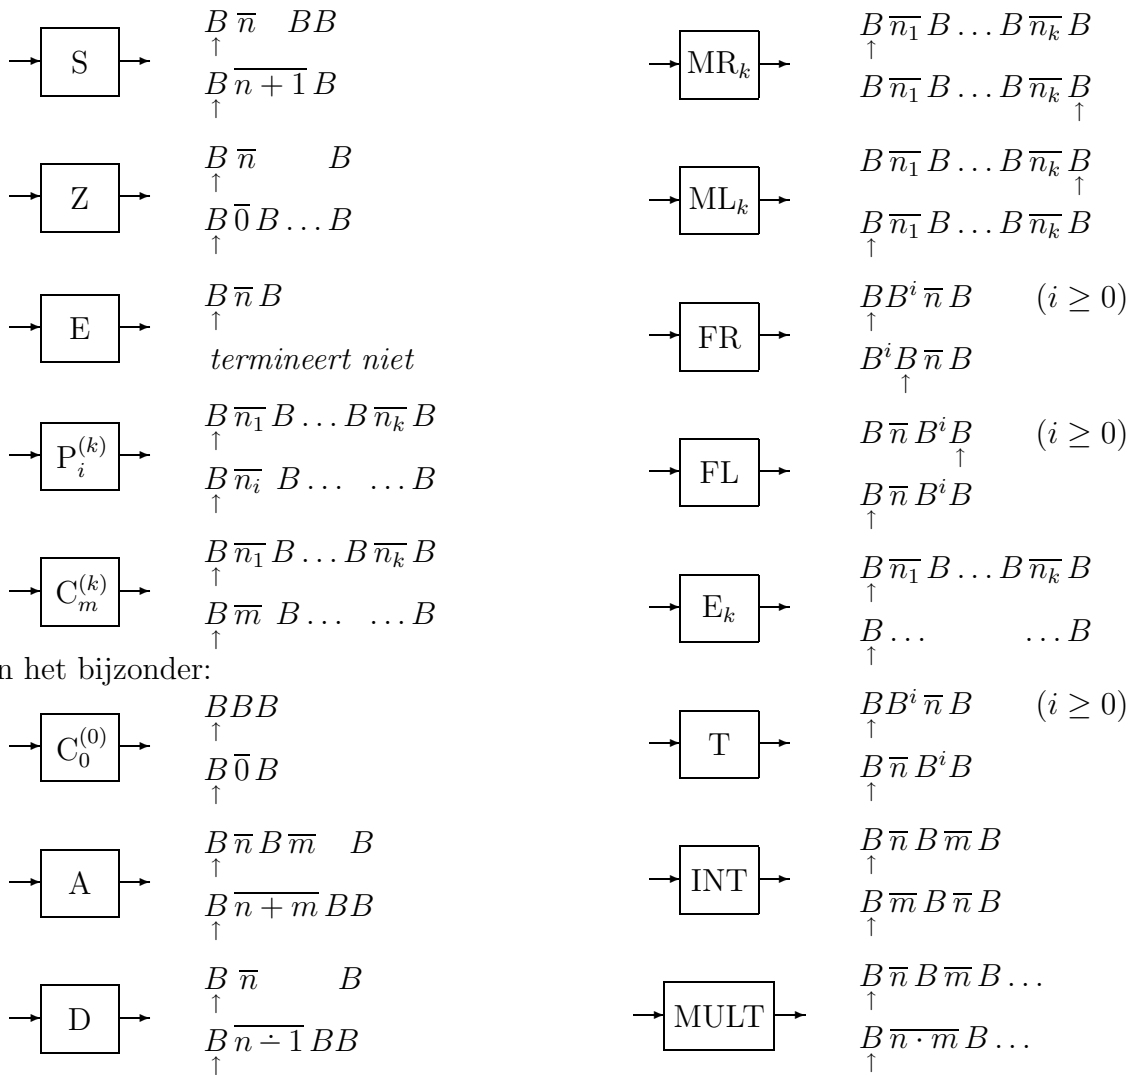 S
B n̅ BB
↑
B n+1 B
↑
Z
B n̅ B
↑
B 0̅ B … B
↑
E
B n̅ B
↑
termineert niet
P_i^(k)
B n̅₁ B … B n̅_k B
↑
B n̅_i B … … B
↑
C_m^(k)
B n̅₁ B … B n̅_k B
↑
B m̅ B … … B
↑
n het bijzonder:
C_0^(0)
BBB
↑
B 0̅ B
↑
A
B n̅ B m̅ B
↑
B n+m BB
↑
D
B n̅ B
↑
B n ∸ 1 BB
↑
MR_k
B n̅₁ B … B n̅_k B
↑
B n̅₁ B … B n̅_k B
↑
ML_k
B n̅₁ B … B n̅_k B
↑
B n̅₁ B … B n̅_k B
↑
FR
BB^i n̅ B (i ≥ 0)
↑
B^i B n̅ B
↑
FL
B n̅ B^i B (i ≥ 0)
↑
B n̅ B^i B
↑
E_k
B n̅₁ B … B n̅_k B
↑
B … … B
↑
T
BB^i n̅ B (i ≥ 0)
↑
B n̅ B^i B
↑
INT
B n̅ B m̅ B
↑
B m̅ B n̅ B
↑
MULT
B n̅ B m̅ B …
↑
B n · m B …
↑